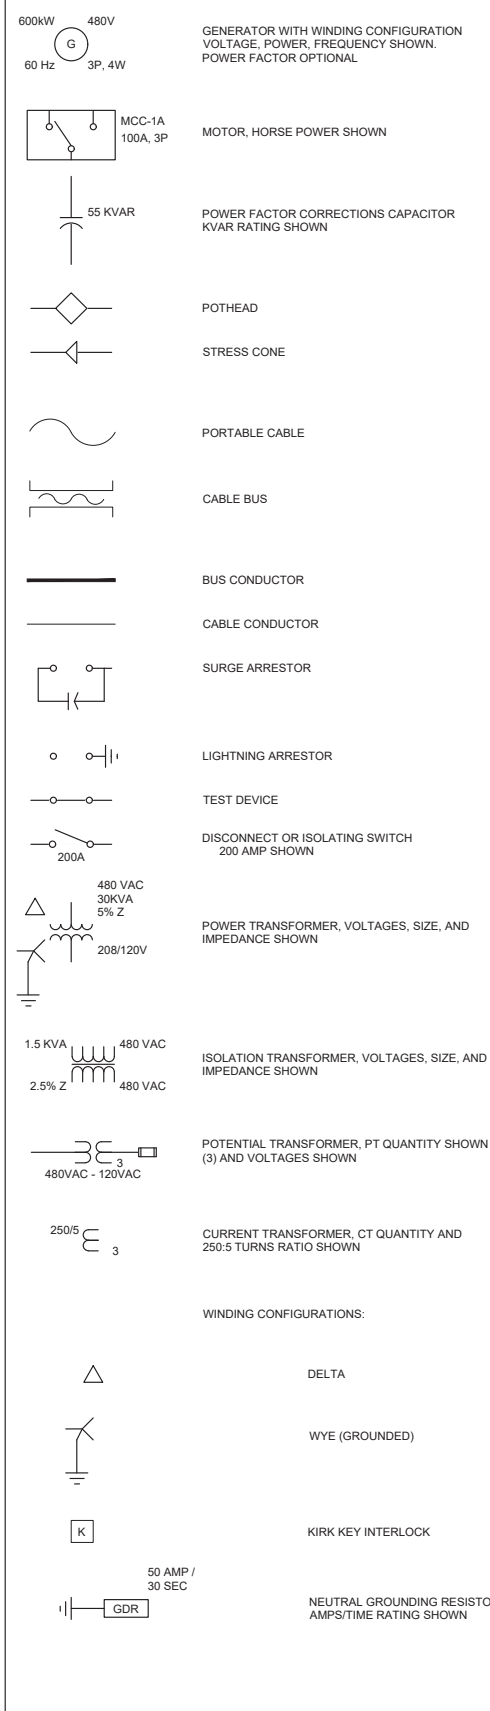 600kW 480V
G
60 Hz 3P, 4W
GENERATOR WITH WINDING CONFIGURATION
VOLTAGE, POWER, FREQUENCY SHOWN.
POWER FACTOR OPTIONAL
MCC-1A
100A, 3P
MOTOR, HORSE POWER SHOWN
55 KVAR
POWER FACTOR CORRECTIONS CAPACITOR
KVAR RATING SHOWN
POTHEAD
STRESS CONE
PORTABLE CABLE
CABLE BUS
BUS CONDUCTOR
CABLE CONDUCTOR
SURGE ARRESTOR
LIGHTNING ARRESTOR
TEST DEVICE
200A
DISCONNECT OR ISOLATING SWITCH
200 AMP SHOWN
480 VAC
30KVA
5% Z
208/120V
POWER TRANSFORMER, VOLTAGES, SIZE, AND
IMPEDANCE SHOWN
1.5 KVA 480 VAC
2.5% Z 480 VAC
ISOLATION TRANSFORMER, VOLTAGES, SIZE, AND
IMPEDANCE SHOWN
3
480VAC - 120VAC
POTENTIAL TRANSFORMER, PT QUANTITY SHOWN
(3) AND VOLTAGES SHOWN
250/5
3
CURRENT TRANSFORMER, CT QUANTITY AND
250:5 TURNS RATIO SHOWN
WINDING CONFIGURATIONS:
DELTA
WYE (GROUNDED)
K
KIRK KEY INTERLOCK
50 AMP /
30 SEC
GDR
NEUTRAL GROUNDING RESISTO
AMPS/TIME RATING SHOWN